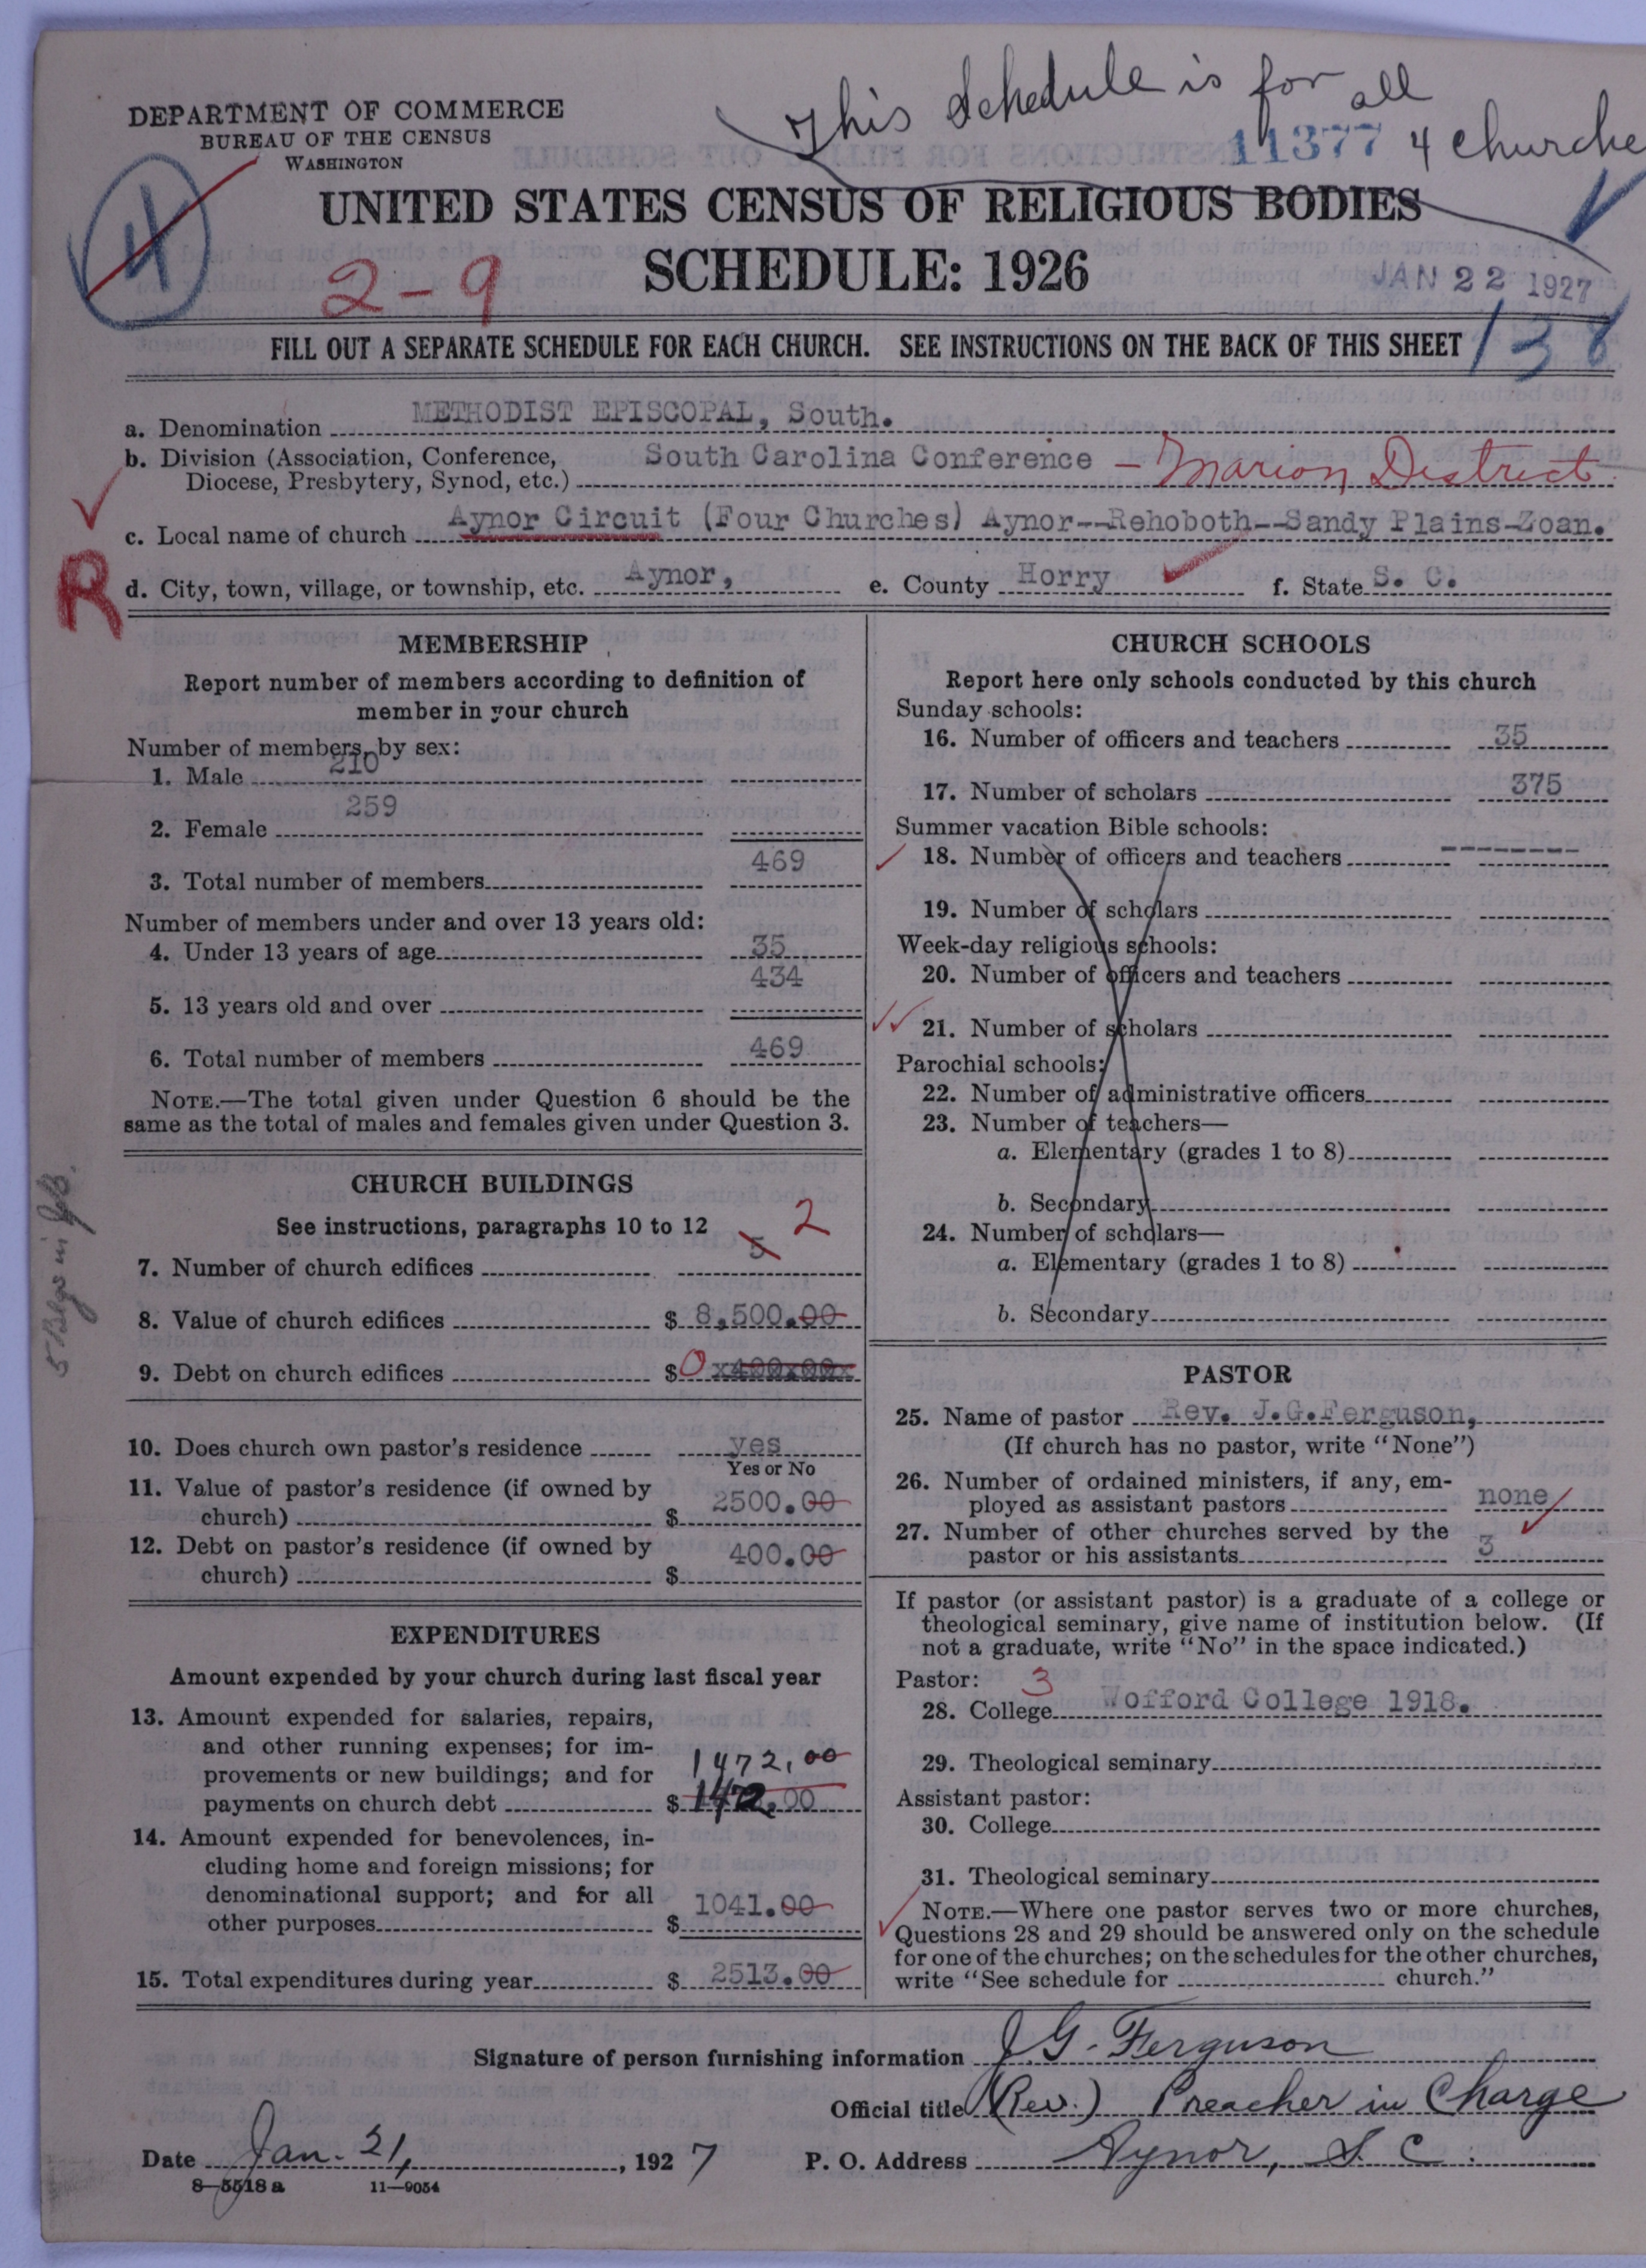 This Schedule is for all
4 churche
11377
DEPARTMENT OF COMMERCE
BUREAU OF THE CENSUS
WASHINGTON
4
UNITED STATES CENSUS OF RELIGIOUS BODIES
2-9
SCHEDULE: 1926
JAN 22 1927
138
FILL OUT A SEPARATE SCHEDULE FOR EACH CHURCH. SEE INSTRUCTIONS ON THE BACK OF THIS SHEET
a. Denomination METHODIST EPISCOPAL, South.
b. Division (Association, Conference, South Carolina Conference - Marion District
Diocese, Presbytery, Synod, etc.)
c. Local name of church Aynor Circuit (Four Churches) Aynor--Rehoboth--Sandy Plains-Zoan.
R
d. City, town, village, or township, etc. Aynor, e. County Horry f. State S. C.
MEMBERSHIP
Report number of members according to definition of
member in your church
Number of members, by sex:
1. Male 210
2. Female 259
3. Total number of members 469
Number of members under and over 13 years old:
4. Under 13 years of age 35
5. 13 years old and over 434
6. Total number of members 469
NOTE.—The total given under Question 6 should be the
same as the total of males and females given under Question 3.
CHURCH BUILDINGS
See instructions, paragraphs 10 to 12
7. Number of church edifices 5 2
8. Value of church edifices $ 8,500.00
9. Debt on church edifices $ 0 x400x00x
10. Does church own pastor's residence yes
Yes or No
11. Value of pastor's residence (if owned by
church) $ 2500.00
12. Debt on pastor's residence (if owned by
church) $ 400.00
5 Bldgs in
EXPENDITURES
Amount expended by your church during last fiscal year
13. Amount expended for salaries, repairs,
and other running expenses; for im-
provements or new buildings; and for 1472,00
payments on church debt $ 1472.00
14. Amount expended for benevolences, in-
cluding home and foreign missions; for
denominational support; and for all
other purposes $ 1041.00
15. Total expenditures during year $ 2513.00
CHURCH SCHOOLS
Report here only schools conducted by this church
Sunday schools:
16. Number of officers and teachers 35
17. Number of scholars 375
Summer vacation Bible schools:
18. Number of officers and teachers --------
19. Number of scholars
Week-day religious schools:
20. Number of officers and teachers
21. Number of scholars
Parochial schools:
22. Number of administrative officers
23. Number of teachers—
a. Elementary (grades 1 to 8)
b. Secondary
24. Number of scholars—
a. Elementary (grades 1 to 8)
b. Secondary
PASTOR
25. Name of pastor Rev. J.G.Ferguson,
(If church has no pastor, write "None")
26. Number of ordained ministers, if any, em-
ployed as assistant pastors none
27. Number of other churches served by the
pastor or his assistants 3
If pastor (or assistant pastor) is a graduate of a college or
theological seminary, give name of institution below. (If
not a graduate, write "No" in the space indicated.)
Pastor: 3
28. College Wofford College 1918.
29. Theological seminary
Assistant pastor:
30. College
31. Theological seminary
NOTE.—Where one pastor serves two or more churches,
Questions 28 and 29 should be answered only on the schedule
for one of the churches; on the schedules for the other churches,
write "See schedule for church."
Signature of person furnishing information J. G. Ferguson
Official title (Rev.) Preacher in Charge
Date Jan. 21, 1927 P. O. Address Aynor, S. C.
8—5518 a 11—9054